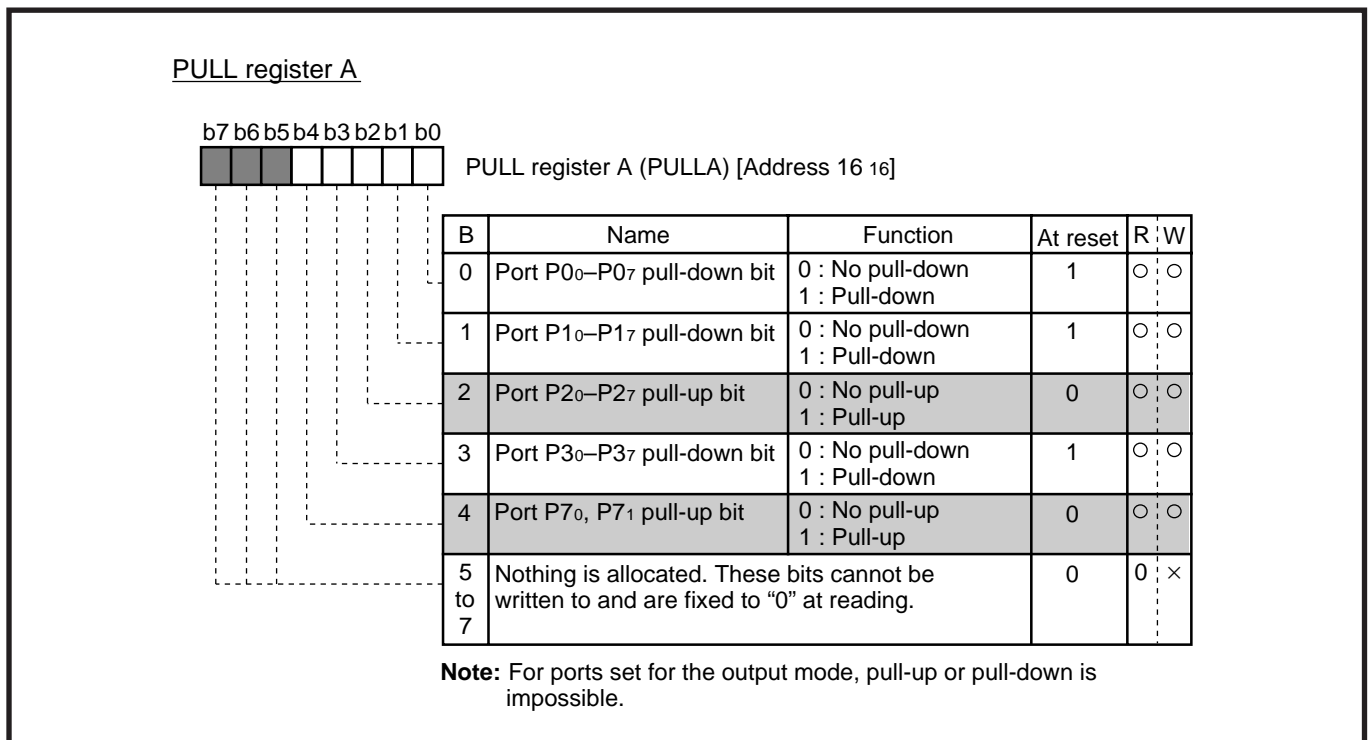 PULL register A
b7 b6 b5 b4 b3 b2 b1 b0
PULL register A (PULLA) [Address 16 16]
B Name Function At reset R W
0 Port P00–P07 pull-down bit 0 : No pull-down 1 ○ ○
1 : Pull-down
1 Port P10–P17 pull-down bit 0 : No pull-down 1 ○ ○
1 : Pull-down
2 Port P20–P27 pull-up bit 0 : No pull-up 0 ○ ○
1 : Pull-up
3 Port P30–P37 pull-down bit 0 : No pull-down 1 ○ ○
1 : Pull-down
4 Port P70, P71 pull-up bit 0 : No pull-up 0 ○ ○
1 : Pull-up
5 Nothing is allocated. These bits cannot be 0 0 ×
to written to and are fixed to “0” at reading.
7
Note: For ports set for the output mode, pull-up or pull-down is
impossible.